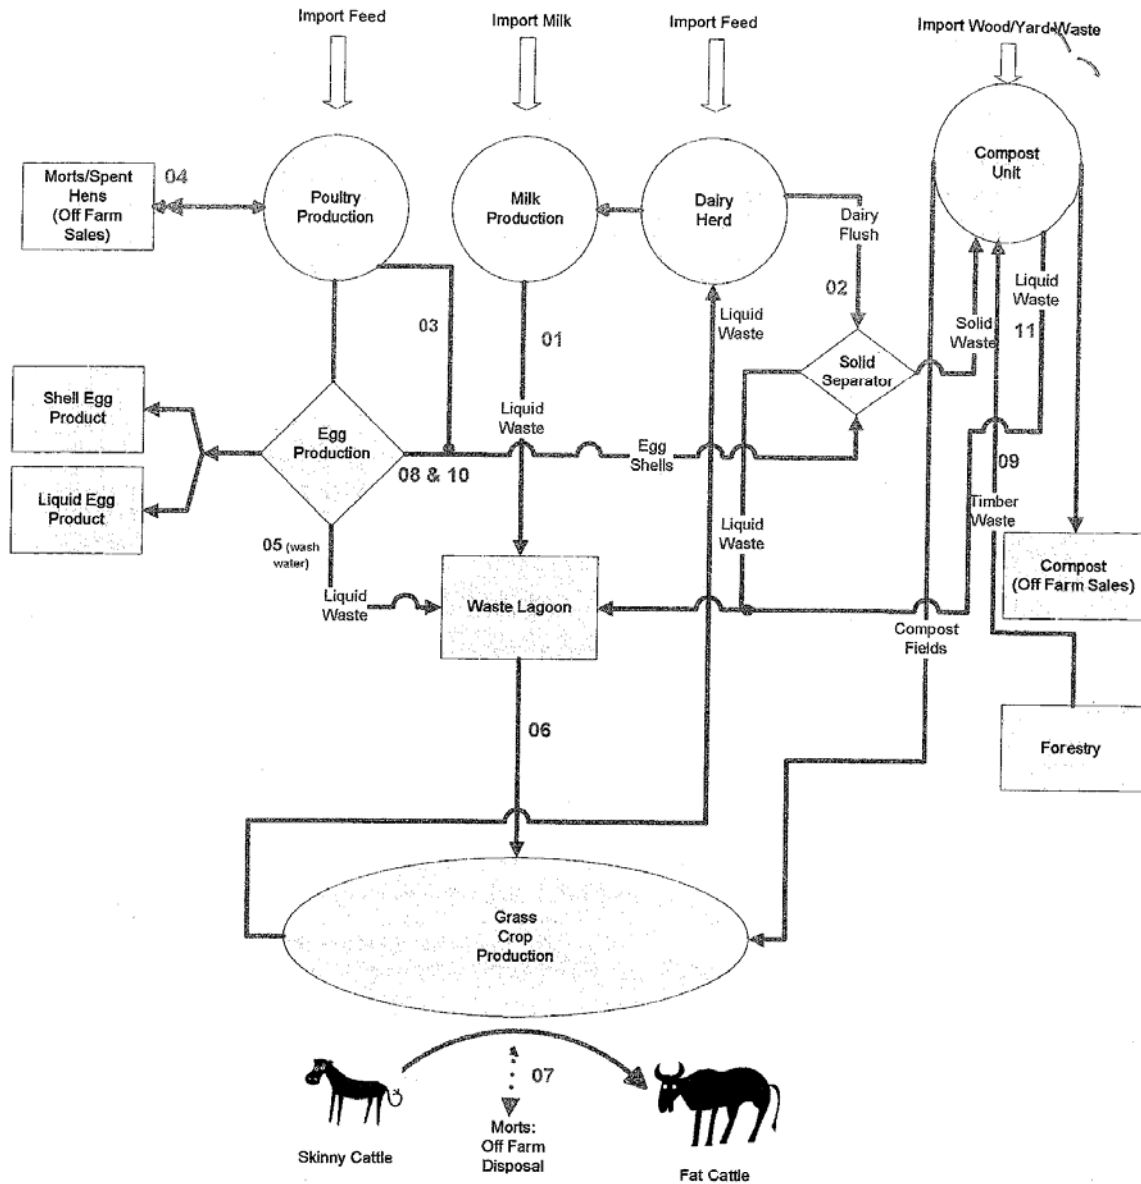 Import Feed
Import Milk
Import Feed
Import Wood/Yard Waste
Morts/Spent
Hens
(Off Farm
Sales)
04
Poultry
Production
Milk
Production
Dairy
Herd
Compost
Unit
Dairy
Flush
02
03
01
Liquid
Waste
Solid
Waste
Liquid
Waste
11
Solid
Separator
Shell Egg
Product
Liquid Egg
Product
Egg
Production
Liquid
Waste
08 & 10
Egg
Shells
09
Timber
Waste
05 (wash
water)
Liquid
Waste
Liquid
Waste
Waste Lagoon
Compost
(Off Farm Sales)
Compost
Fields
06
Forestry
Grass
Crop
Production
07
Morts:
Off Farm
Disposal
Skinny Cattle
Fat Cattle